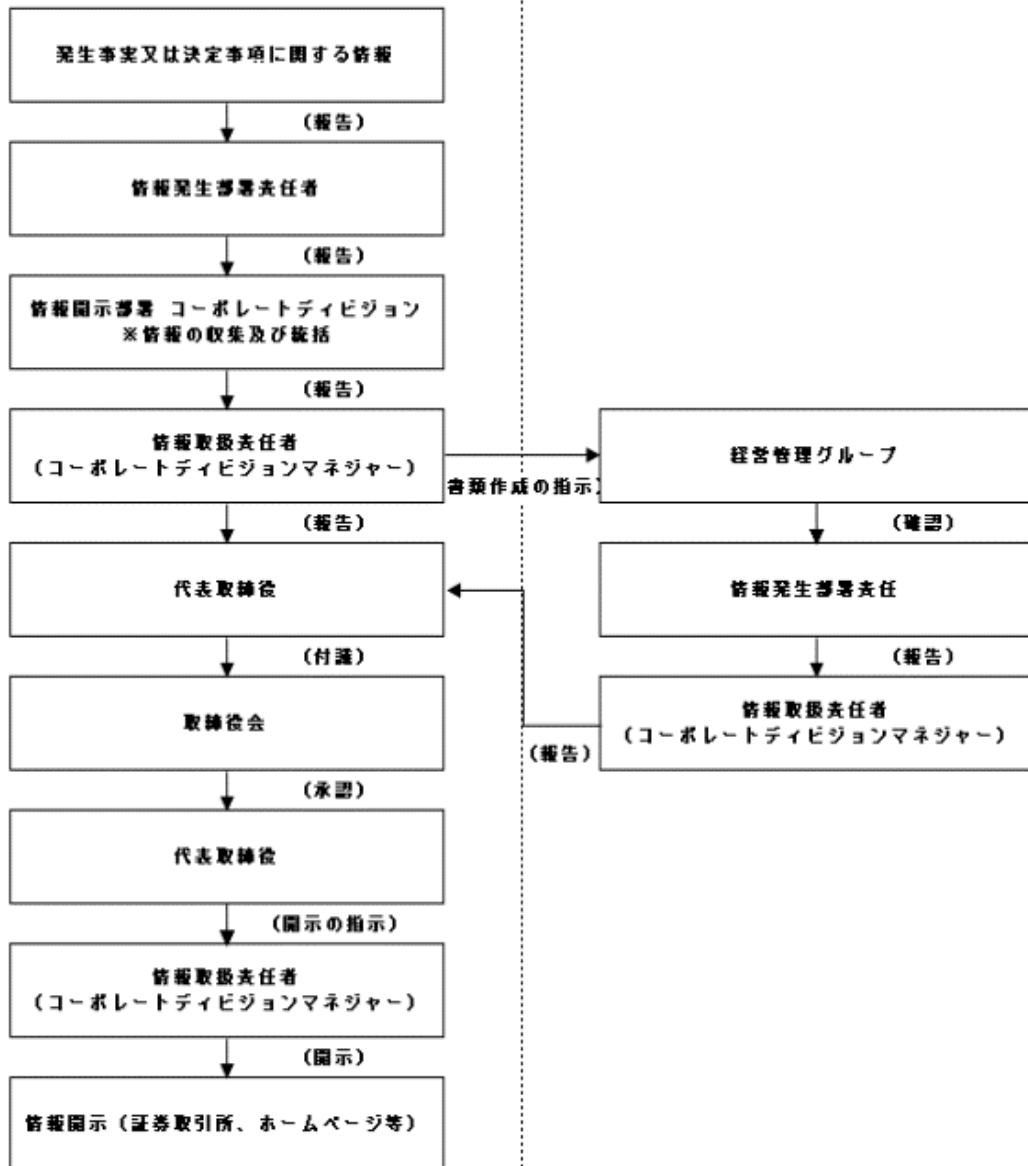 発生事実又は決定事項に関する情報
（報告）
情報発生部署責任者
（報告）
情報開示部署 コーポレートディビジョン
※情報の収集及び統括
（報告）
情報取扱責任者
（コーポレートディビジョンマネジャー）
書類作成の指示）
経営管理グループ
（報告）
（確認）
代表取締役
情報発生部署責任
（付議）
（報告）
取締役会
情報取扱責任者
（コーポレートディビジョンマネジャー）
（報告）
（承認）
代表取締役
（開示の指示）
情報取扱責任者
（コーポレートディビジョンマネジャー）
（開示）
情報開示（証券取引所、ホームページ等）